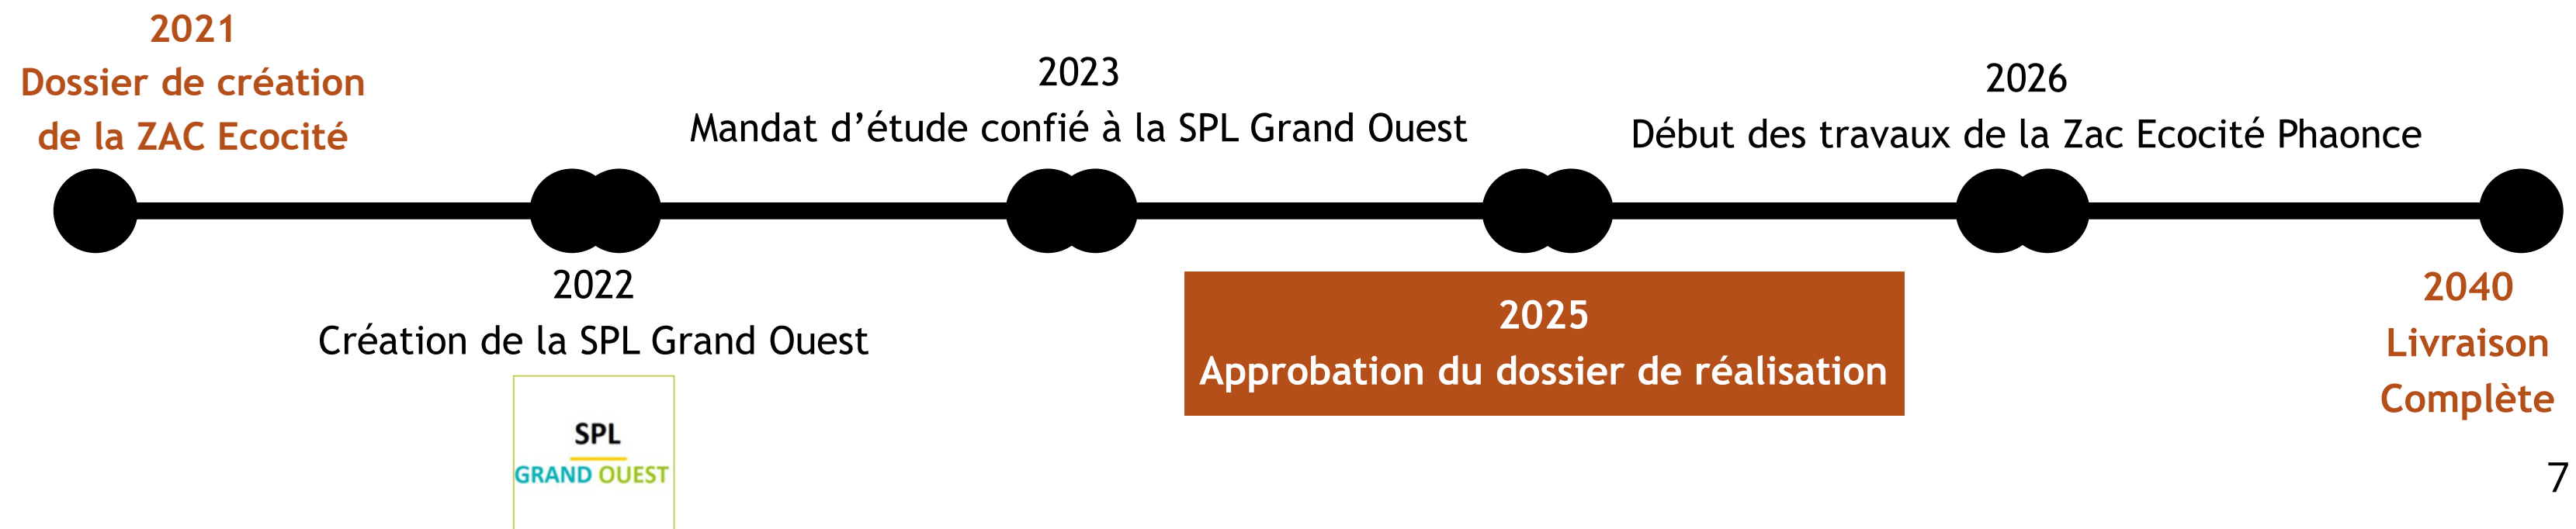 2021
Dossier de création
de la ZAC Ecocité
2022
Création de la SPL Grand Ouest
SPL
GRAND OUEST
2023
Mandat d’étude confié à la SPL Grand Ouest
2025
Approbation du dossier de réalisation
2026
Début des travaux de la Zac Ecocité Phaonce
2040
Livraison
Complète
7